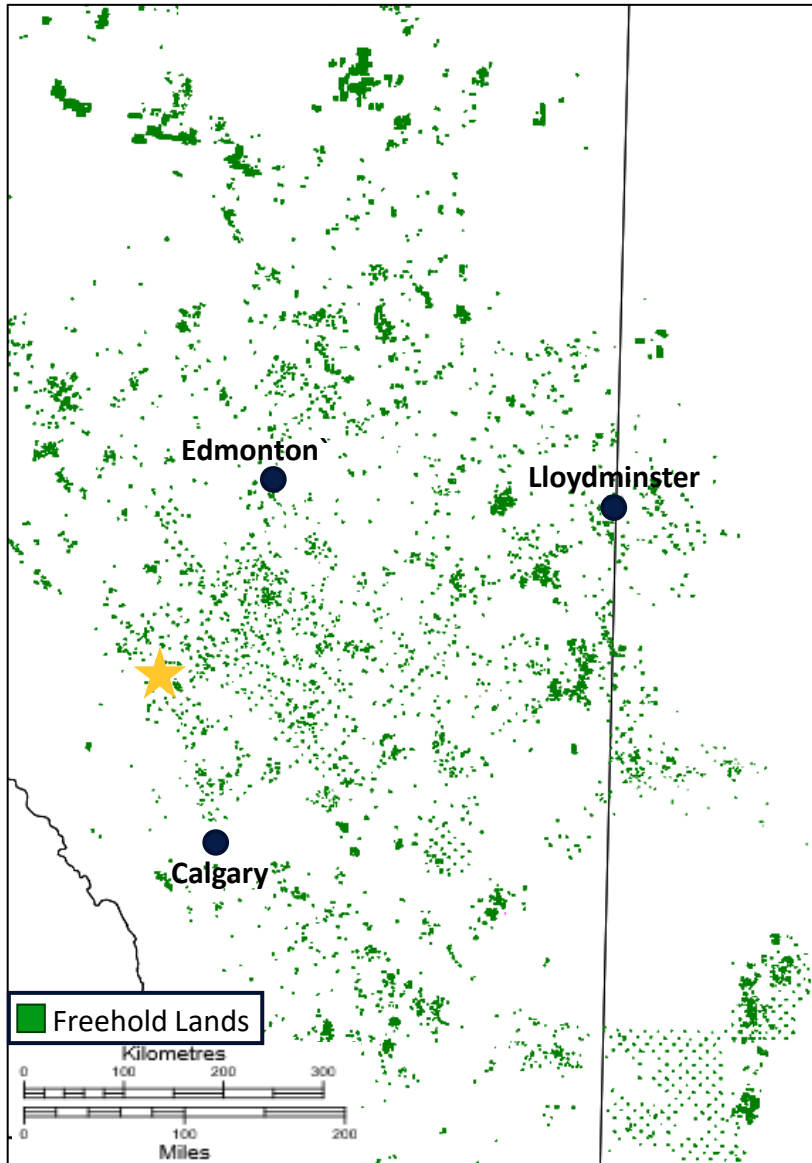 Edmonton`
Lloydminster
Calgary
Freehold Lands
Kilometres
0 100 200 300
0 100 200
Miles